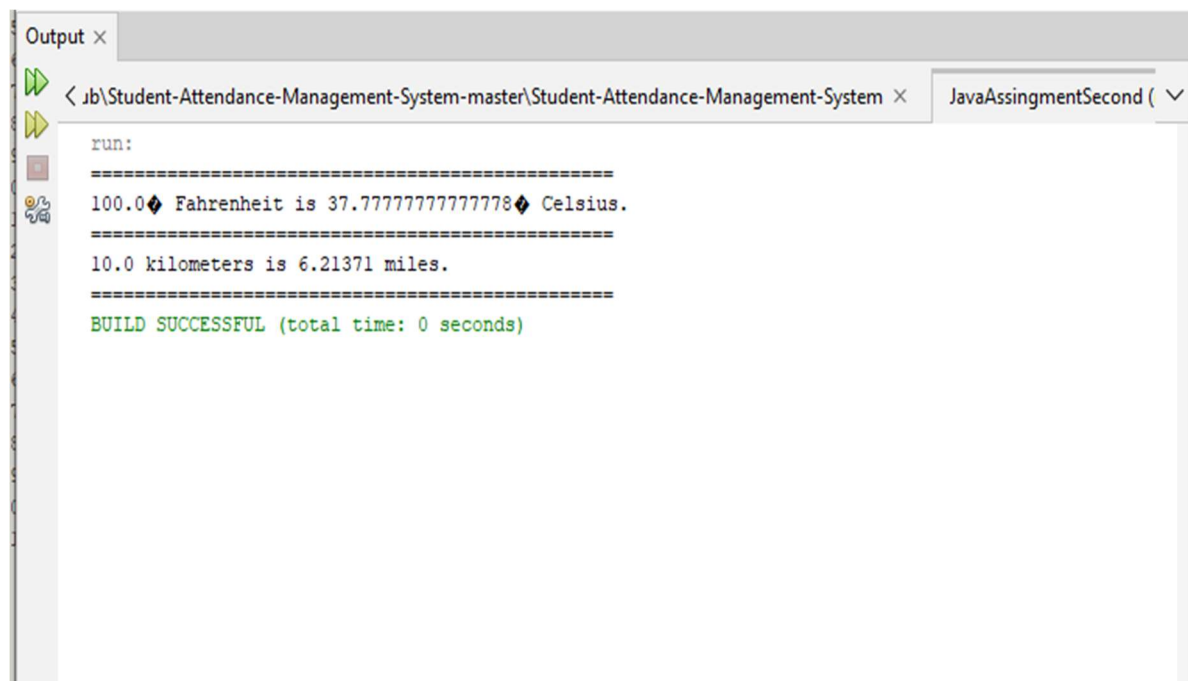 Output ×
< ub\Student-Attendance-Management-System-master\Student-Attendance-Management-System × JavaAssingmentSecond (
run:
================================================
100.0� Fahrenheit is 37.77777777777778� Celsius.
================================================
10.0 kilometers is 6.21371 miles.
================================================
BUILD SUCCESSFUL (total time: 0 seconds)